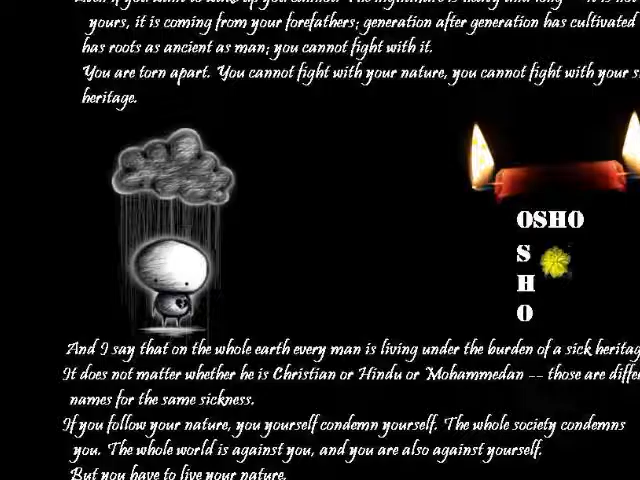 yours, it is coming from your forefathers; generation after generation has cultivated
has roots as ancient as man; you cannot fight with it.
You are torn apart. You cannot fight with your nature, you cannot fight with your s
heritage.
OSHO
S
H
O
And I say that on the whole earth every man is living under the burden of a sick heritag
It does not matter whether he is Christian or Hindu or Mohammedan -- those are differ
names for the same sickness.
If you follow your nature, you yourself condemn yourself. The whole society condemns
you. The whole world is against you, and you are also against yourself.
But you have to live your nature.